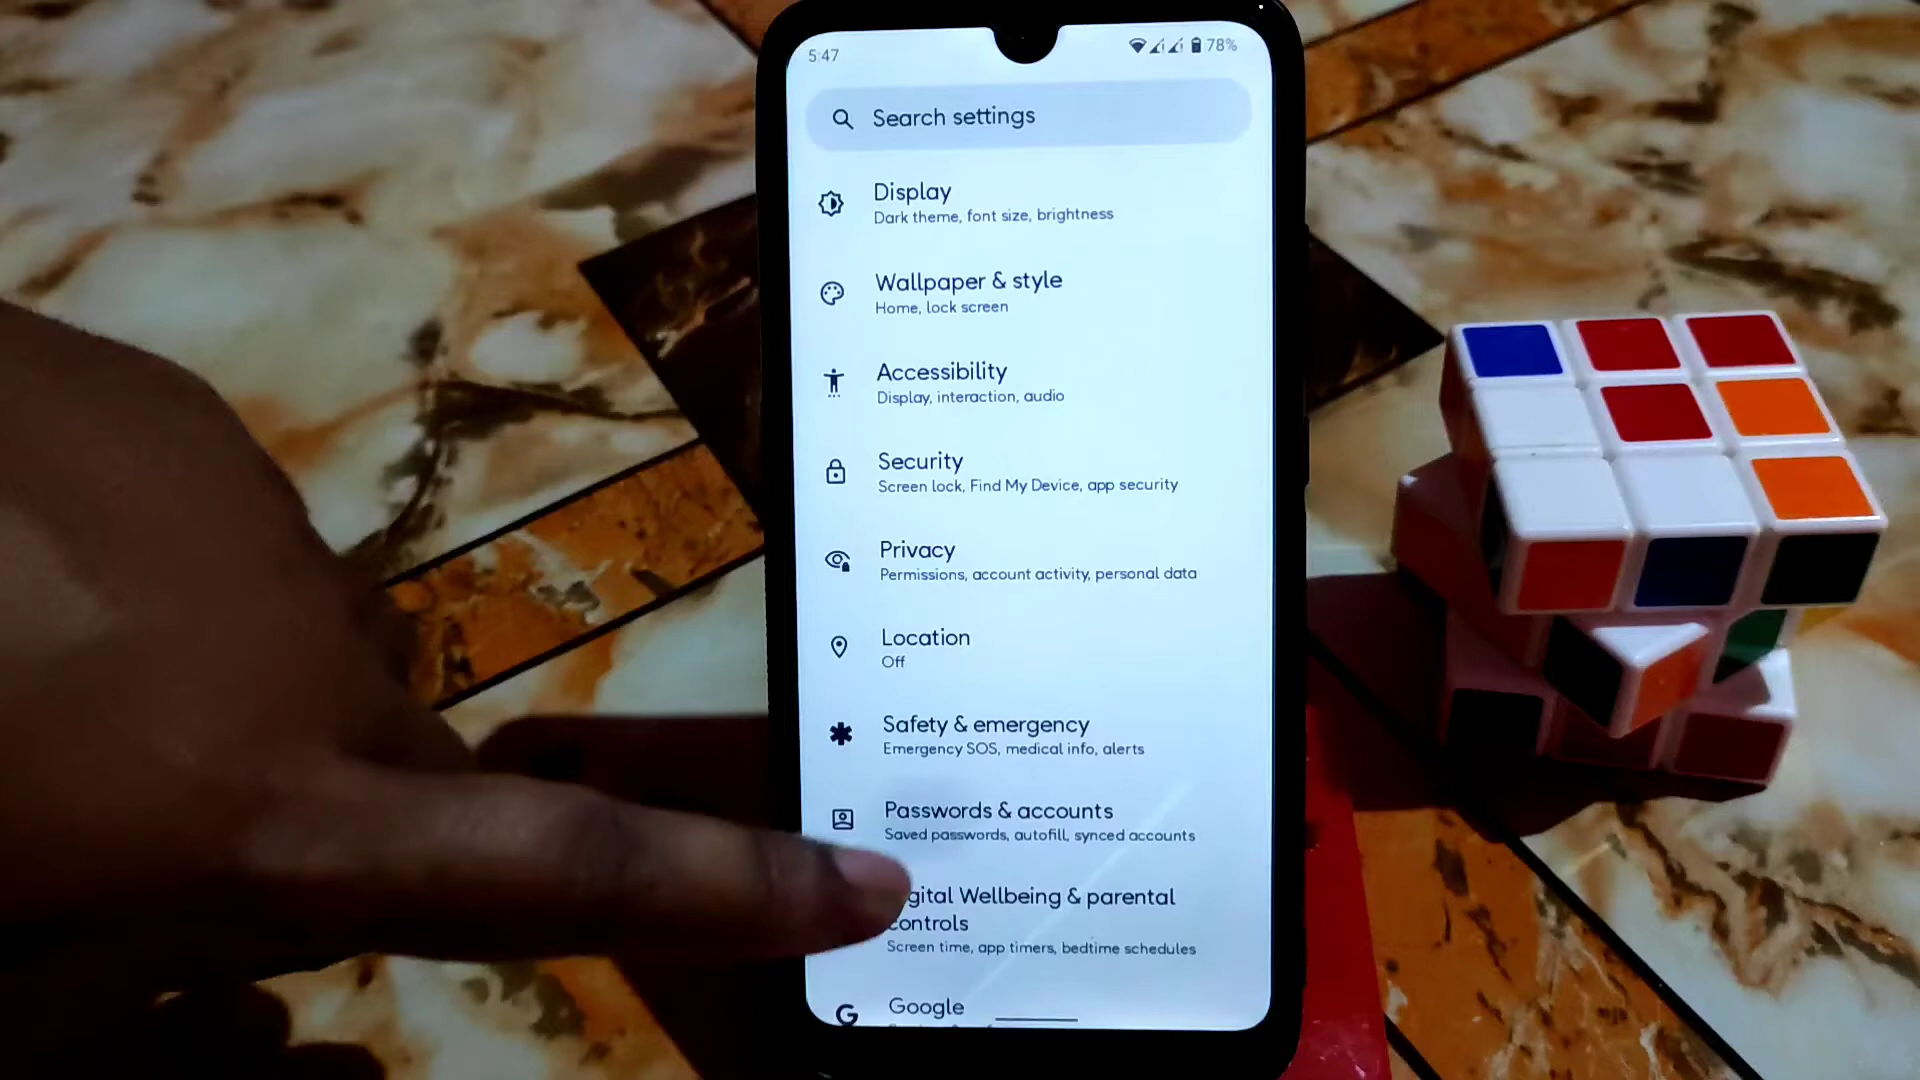 5:47
78%
Search settings
Display
Dark theme, font size, brightness
Wallpaper & style
Home, lock screen
Accessibility
Display, interaction, audio
Security
Screen lock, Find My Device, app security
Privacy
Permissions, account activity, personal data
Location
Off
Safety & emergency
Emergency SOS, medical info, alerts
Passwords & accounts
Saved passwords, autofill, synced accounts
gital Wellbeing & parental
controls
Screen time, app timers, bedtime schedules
G Google